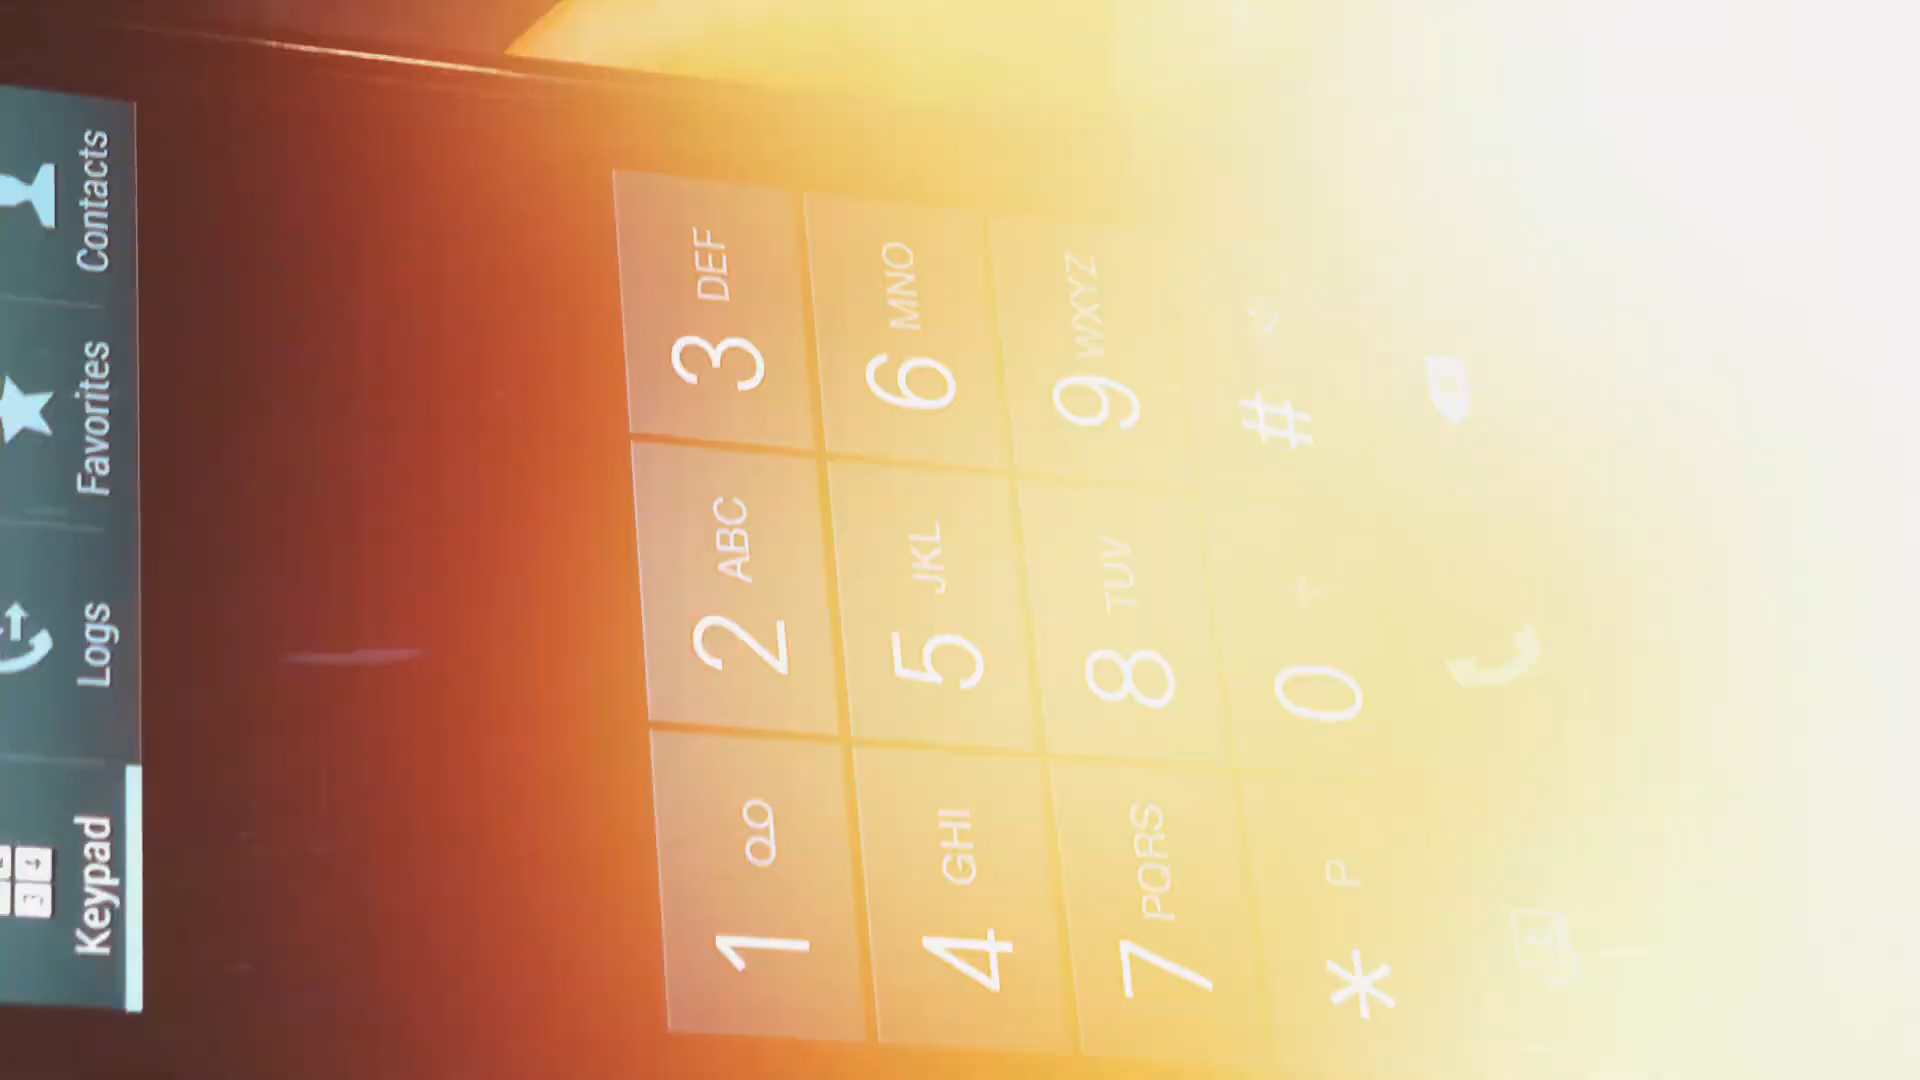 Keypad Logs Favorites Contacts
1 2 ABC 3 DEF
4 GHI 5 JKL 6 MNO
7 PQRS 8 TUV 9 WXYZ
* P 0 + #